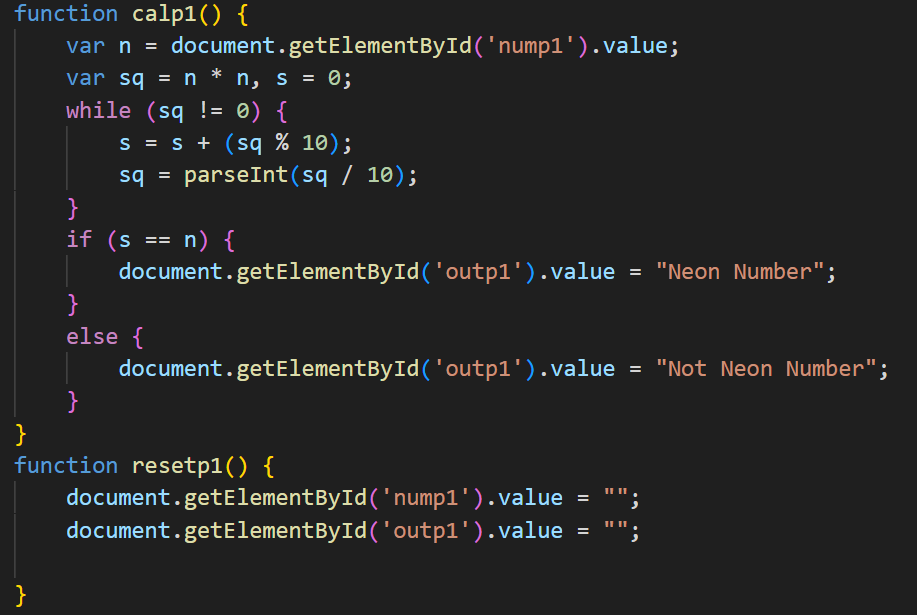 function calp1() {
    var n = document.getElementById('nump1').value;
    var sq = n * n, s = 0;
    while (sq != 0) {
        s = s + (sq % 10);
        sq = parseInt(sq / 10);
    }
    if (s == n) {
        document.getElementById('outp1').value = "Neon Number";
    }
    else {
        document.getElementById('outp1').value = "Not Neon Number";
    }
}
function resetp1() {
    document.getElementById('nump1').value = "";
    document.getElementById('outp1').value = "";

}